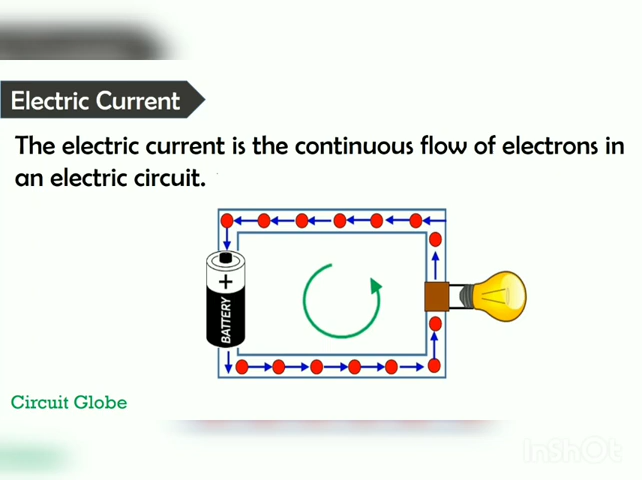 Electric Current
The electric current is the continuous flow of electrons in
an electric circuit.
+
BATTERY
Circuit Globe
InShOt